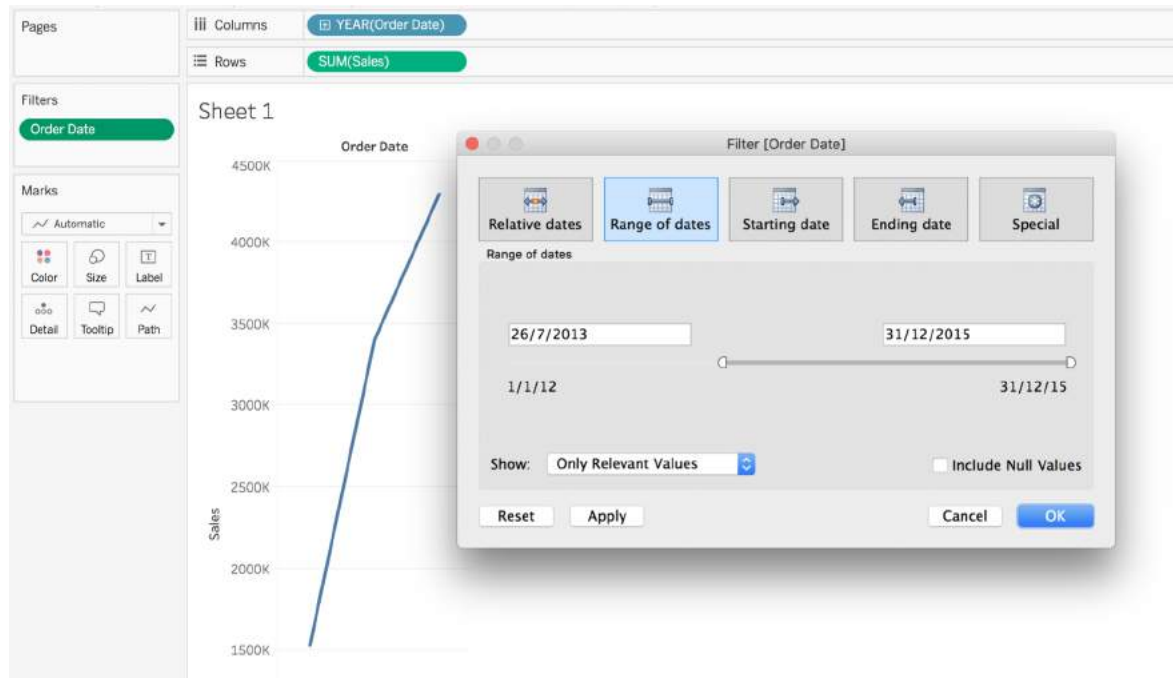 Pages
iii Columns
YEAR(Order Date)
Rows
SUM(Sales)
Filters
Order Date
Marks
Automatic
Color
Size
Label
Detail
Tooltip
Path
Sheet 1
Order Date
4500K
4000K
3500K
3000K
2500K
2000K
1500K
Sales
Filter [Order Date]
Relative dates
Range of dates
Starting date
Ending date
Special
Range of dates
26/7/2013
31/12/2015
1/1/12
31/12/15
Show:
Only Relevant Values
Include Null Values
Reset
Apply
Cancel
OK